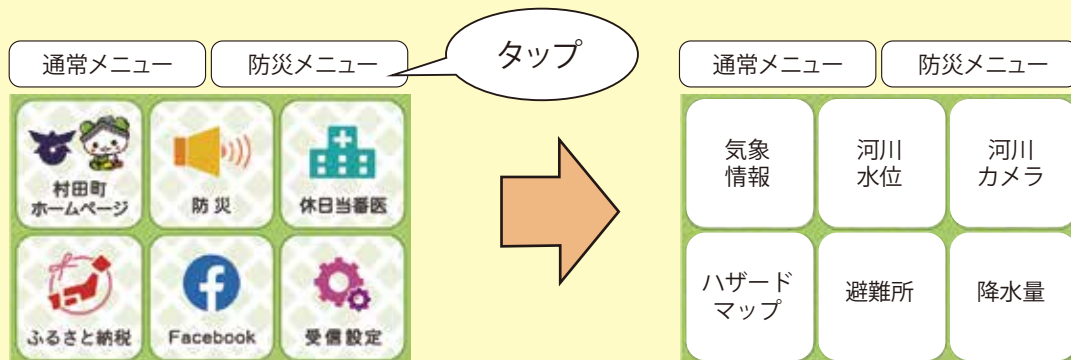 タップ
通常メニュー
防災メニュー
村田町
ホームページ
防災
休日当番医
ふるさと納税
Facebook
受信設定
通常メニュー
防災メニュー
気象
情報
河川
水位
河川
カメラ
ハザード
マップ
避難所
降水量